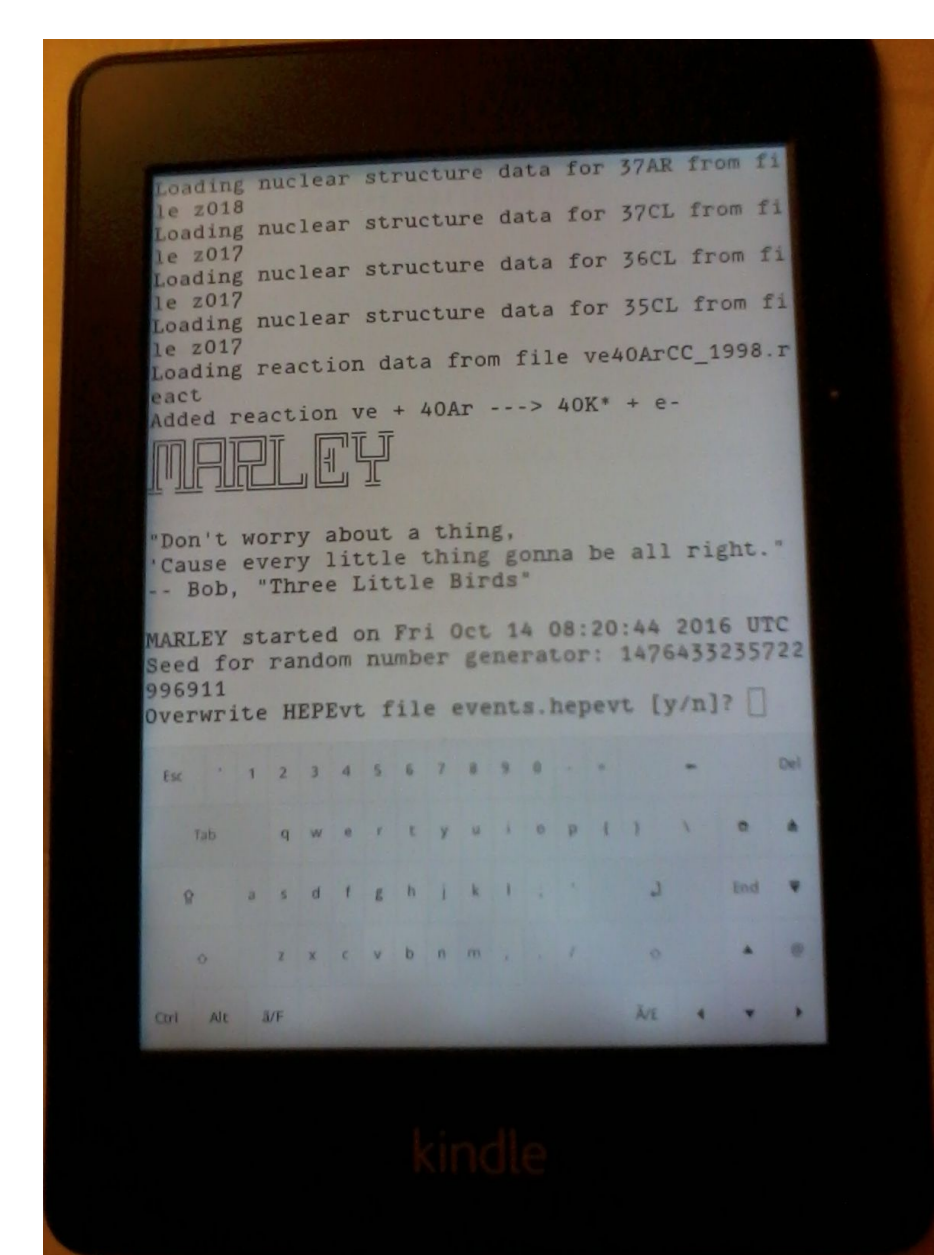 Loading nuclear structure data for 37AR from fi
le z018
Loading nuclear structure data for 37CL from fi
le z017
Loading nuclear structure data for 36CL from fi
le z017
Loading nuclear structure data for 35CL from fi
le z017
Loading reaction data from file ve40ArCC_1998.r
eact
Added reaction ve + 40Ar ---> 40K* + e-
MARLEY
"Don't worry about a thing,
'Cause every little thing gonna be all right."
-- Bob, "Three Little Birds"
MARLEY started on Fri Oct 14 08:20:44 2016 UTC
Seed for random number generator: 1476433235722
996911
Overwrite HEPEvt file events.hepevt [y/n]?
Esc ` 1 2 3 4 5 6 7 8 9 0 - = Del
Tab q w e r t y u i o p [ ] \
a s d f g h j k l ; ' End
z x c v b n m , . /
Ctrl Alt ä/F Ä/E
kindle